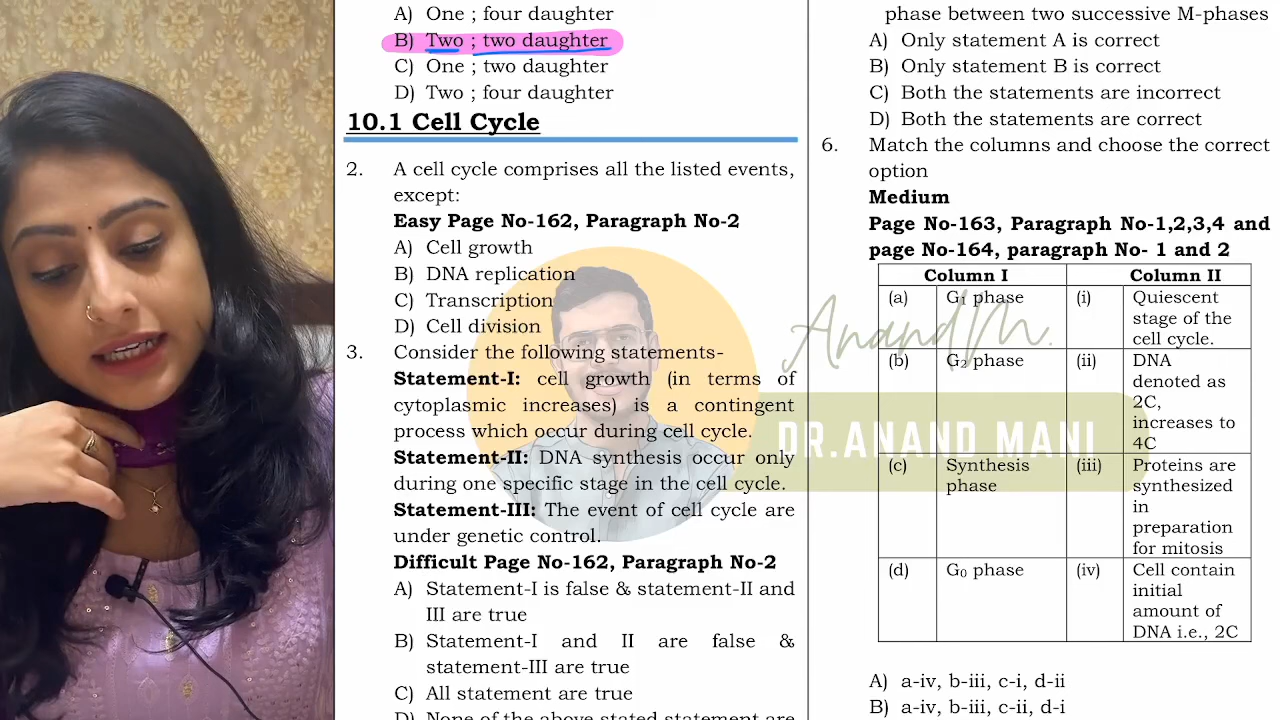 A) One ; four daughter
B) Two ; two daughter
C) One ; two daughter
D) Two ; four daughter
10.1 Cell Cycle
2. A cell cycle comprises all the listed events,
except:
Easy Page No-162, Paragraph No-2
A) Cell growth
B) DNA replication
C) Transcription
D) Cell division
3. Consider the following statements-
Statement-I: cell growth (in terms of
cytoplasmic increases) is a contingent
process which occur during cell cycle.
Statement-II: DNA synthesis occur only
during one specific stage in the cell cycle.
Statement-III: The event of cell cycle are
under genetic control.
Difficult Page No-162, Paragraph No-2
A) Statement-I is false & statement-II and
III are true
B) Statement-I and II are false &
statement-III are true
C) All statement are true
D) None of the above stated statement are
phase between two successive M-phases
A) Only statement A is correct
B) Only statement B is correct
C) Both the statements are incorrect
D) Both the statements are correct
6. Match the columns and choose the correct
option
Medium
Page No-163, Paragraph No-1,2,3,4 and
page No-164, paragraph No- 1 and 2
Column I Column II
(a) G₁ phase (i) Quiescent
stage of the
cell cycle.
(b) G₂ phase (ii) DNA
denoted as
2C,
increases to
4C
(c) Synthesis
phase
(iii) Proteins are
synthesized
in
preparation
for mitosis
(d) G₀ phase (iv) Cell contain
initial
amount of
DNA i.e., 2C
A) a-iv, b-iii, c-i, d-ii
B) a-iv, b-iii, c-ii, d-i
Anand M.
DR.ANAND MANI